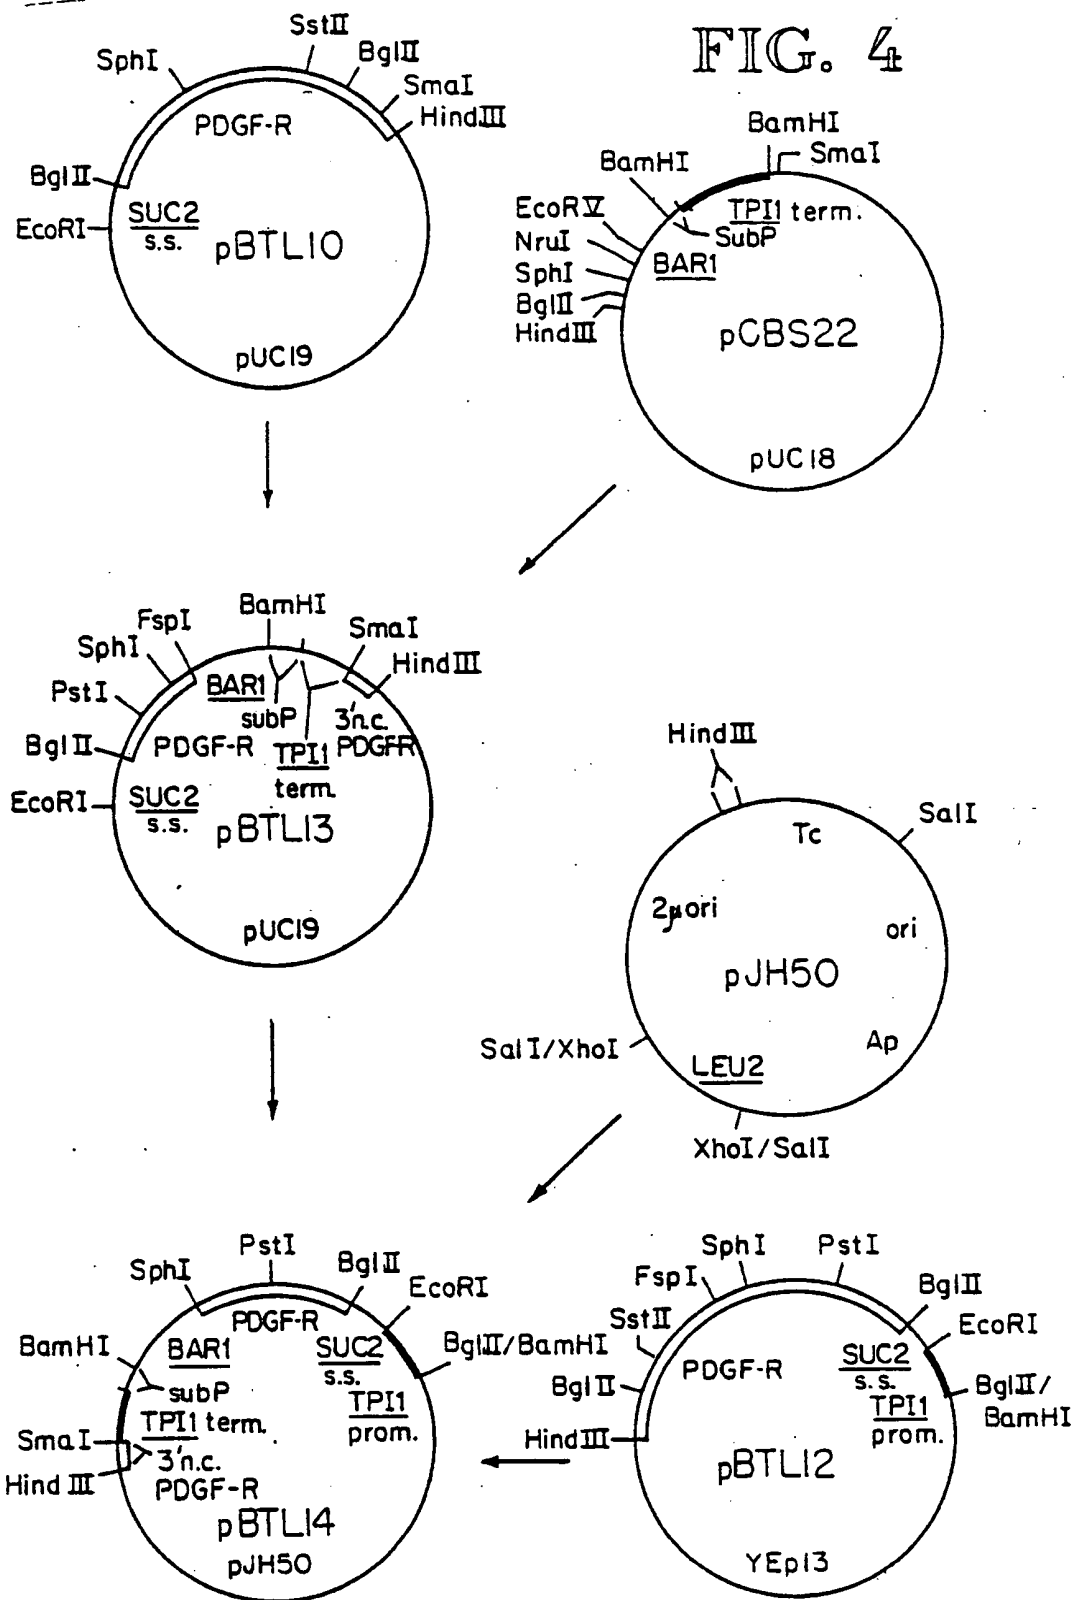 FIG. 4
SstII
BglII
SphI
SmaI
HindIII
PDGF-R
BglII
EcoRI
SUC2
s.s.
pBTL10
pUC19
BamHI
SmaI
BamHI
EcoRV
TPI1 term.
NruI
SubP
SphI
BAR1
BglII
HindIII
pCBS22
pUC18
BamHI
FspI
SmaI
SphI
HindIII
PstI
BAR1
subP
3'n.c.
BglII
PDGF-R
TPI1
PDGFR
term.
EcoRI
SUC2
s.s.
pBTL13
pUC19
HindIII
SalI
Tc
2μori
ori
pJH50
SalI/XhoI
Ap
LEU2
XhoI/SalI
PstI
SphI
BglII
EcoRI
PDGF-R
BamHI
BAR1
SUC2
s.s.
BglII/BamHI
subP
TPI1 term.
TPI1
prom.
SmaI
3'n.c.
HindIII
PDGF-R
pBTL14
pJH50
SphI
PstI
FspI
BglII
SstII
EcoRI
PDGF-R
SUC2
s.s.
BglII
TPI1
prom.
BglII/
BamHI
HindIII
pBTL12
YEp13